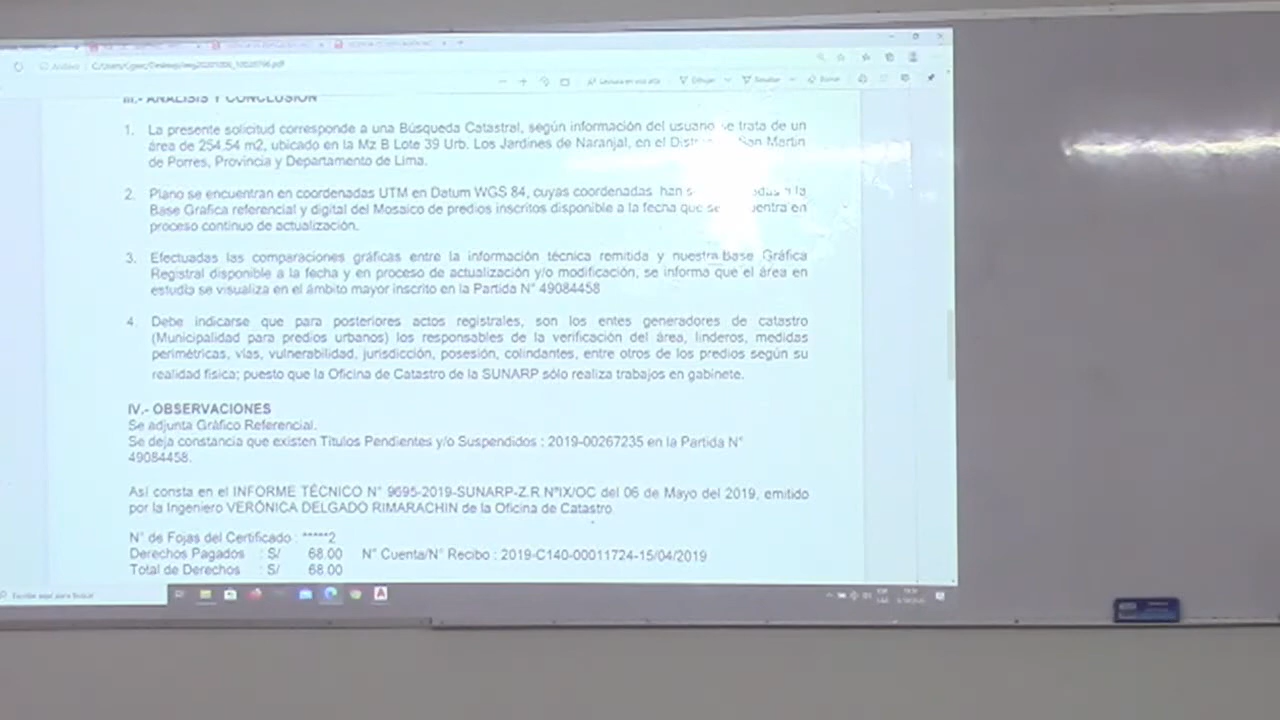 III.- ANÁLISIS Y CONCLUSIÓN
1. La presente solicitud corresponde a una Búsqueda Catastral, según información del usuario se trata de un
área de 254.54 m2, ubicado en la Mz B Lote 39 Urb. Los Jardines de Naranjal, en el San Martin
de Porres, Provincia y Departamento de Lima.
2. Plano se encuentran en coordenadas UTM en Datum WGS 84, cuyas coordenadas han a la
Base Grafica referencial y digital del Mosaico de predios inscritos disponible a la fecha que se en
proceso continuo de actualización.
3. Efectuadas las comparaciones gráficas entre la información técnica remitida y nuestra Base Gráfica
Registral disponible a la fecha y en proceso de actualización y/o modificación, se informa que el área en
estudio se visualiza en el ámbito mayor inscrito en la Partida N° 49084458
4. Debe indicarse que para posteriores actos registrales, son los entes generadores de catastro
(Municipalidad para predios urbanos) los responsables de la verificación del área, linderos, medidas
perimétricas, vías, vulnerabilidad, jurisdicción, posesión, colindantes, entre otros de los predios según su
realidad física; puesto que la Oficina de Catastro de la SUNARP sólo realiza trabajos en gabinete.
IV.- OBSERVACIONES
Se adjunta Gráfico Referencial.
Se deja constancia que existen Títulos Pendientes y/o Suspendidos : 2019-00267235 en la Partida N°
49084458.
Así consta en el INFORME TÉCNICO N° 9695-2019-SUNARP-Z.R.N°IX/OC del 06 de Mayo del 2019, emitido
por la Ingeniero VERÓNICA DELGADO RIMARACHIN de la Oficina de Catastro
N° de Fojas del Certificado : *****2
Derechos Pagados : S/ 68.00 N° Cuenta/N° Recibo : 2019-C140-00011724-15/04/2019
Total de Derechos : S/ 68.00
Escribe aquí para buscar